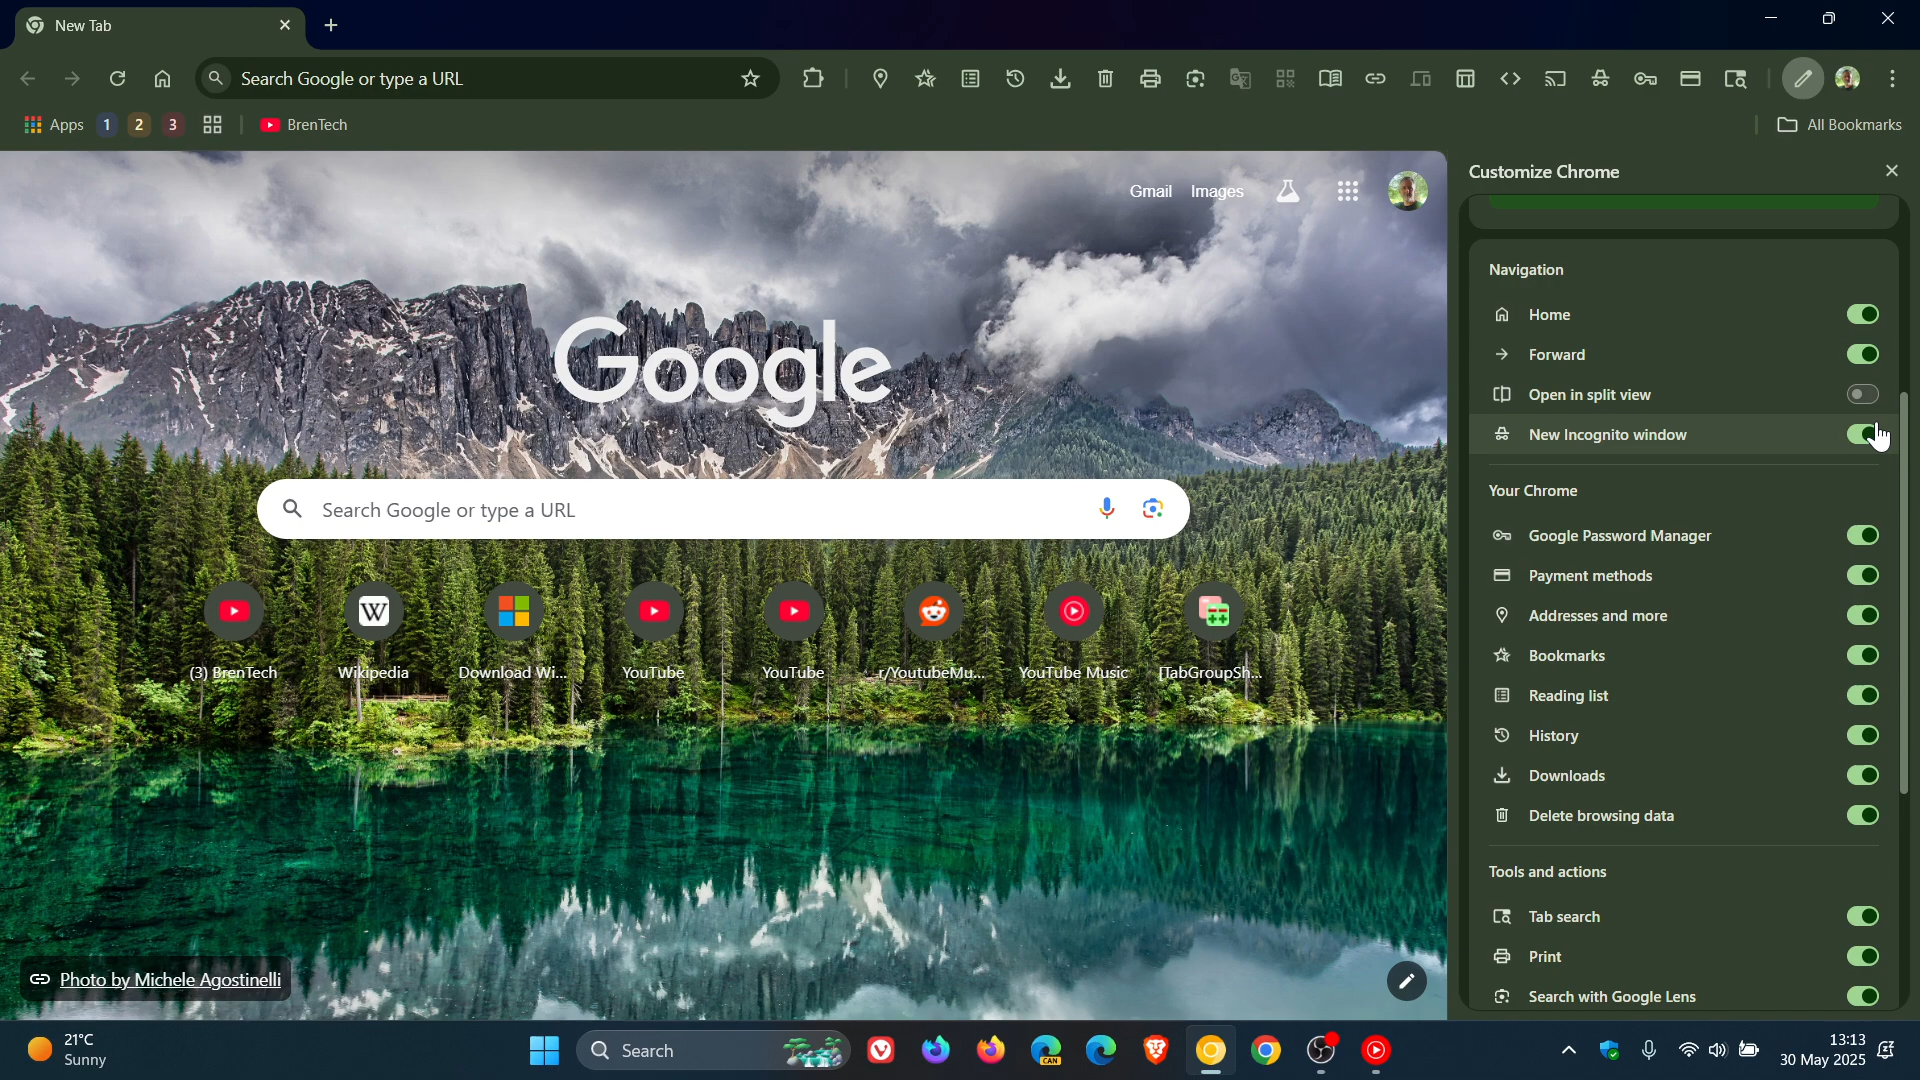 New Tab
Search Google or type a URL
Apps 1 2 3 BrenTech All Bookmarks
Gmail Images
Google
Search Google or type a URL
(3) BrenTech Wikipedia Download Wi... YouTube YouTube r/YoutubeMu... YouTube Music [TabGroupSh...
Photo by Michele Agostinelli
Customize Chrome
Navigation
Home
Forward
Open in split view
New Incognito window
Your Chrome
Google Password Manager
Payment methods
Addresses and more
Bookmarks
Reading list
History
Downloads
Delete browsing data
Tools and actions
Tab search
Print
Search with Google Lens
21°C
Sunny
Search
CAN
13:13
30 May 2025